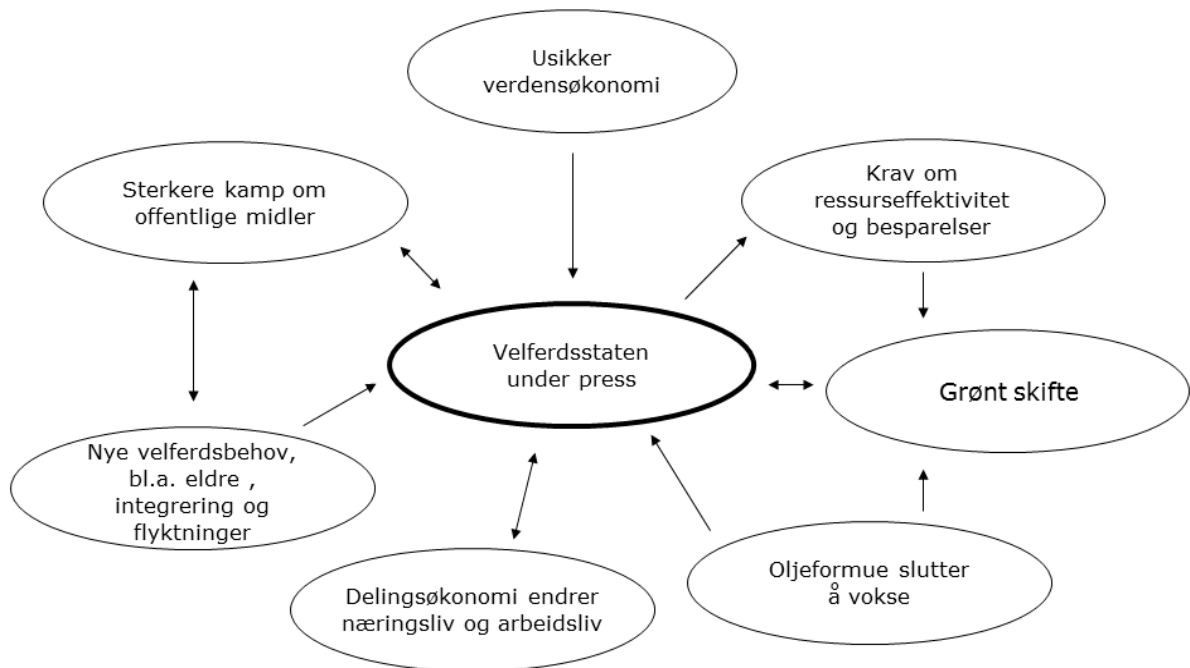 Usikker
verdensøkonomi
Sterkere kamp om
offentlige midler
Krav om
ressurseffektivitet
og besparelser
Velferdsstaten
under press
Grønt skifte
Nye velferdsbehov,
bl.a. eldre ,
integrering og
flyktninger
Delingsøkonomi endrer
næringsliv og arbeidsliv
Oljeformue slutter
å vokse